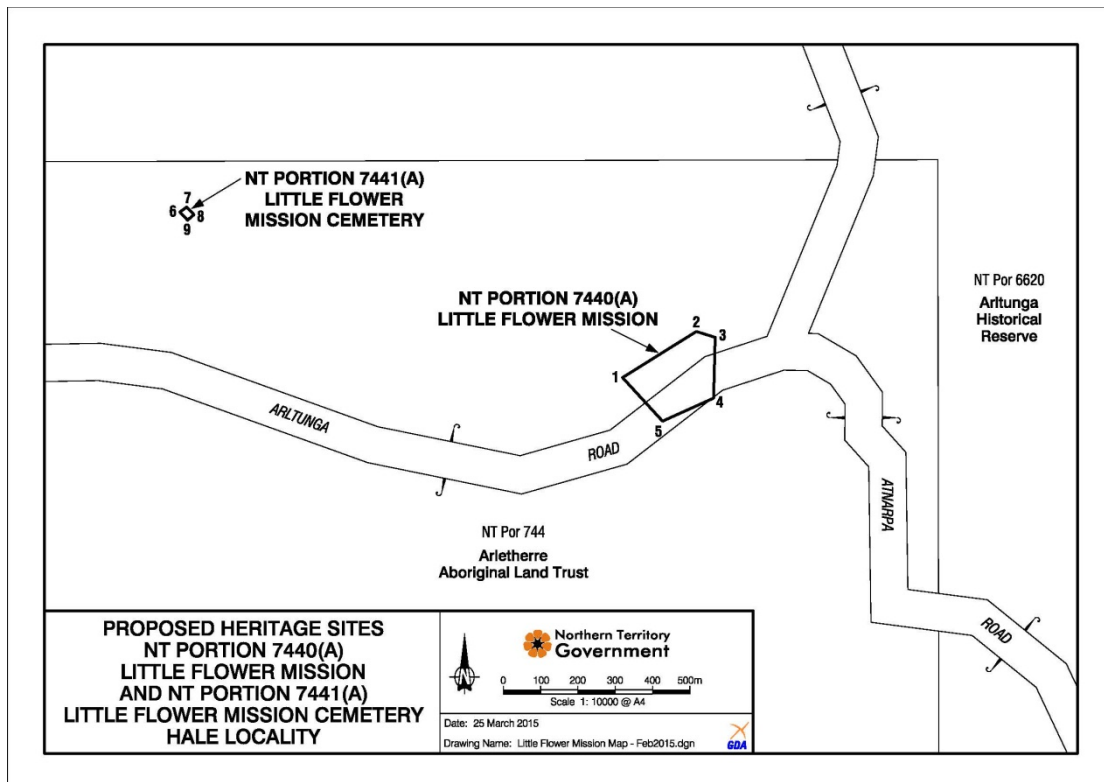 NT PORTION 7441(A)
LITTLE FLOWER
MISSION CEMETERY
7
6
8
9
NT PORTION 7440(A)
LITTLE FLOWER MISSION
2
3
1
4
5
NT Por 6620
Arltunga
Historical
Reserve
ARLTUNGA
ROAD
ATNARPA
ROAD
NT Por 744
Arletherre
Aboriginal Land Trust
PROPOSED HERITAGE SITES
NT PORTION 7440(A)
LITTLE FLOWER MISSION
AND NT PORTION 7441(A)
LITTLE FLOWER MISSION CEMETERY
HALE LOCALITY
N
Northern Territory
Government
0 100 200 300 400 500m
Scale 1: 10000 @ A4
Date: 25 March 2015
Drawing Name: Little Flower Mission Map - Feb2015.dgn
GDA